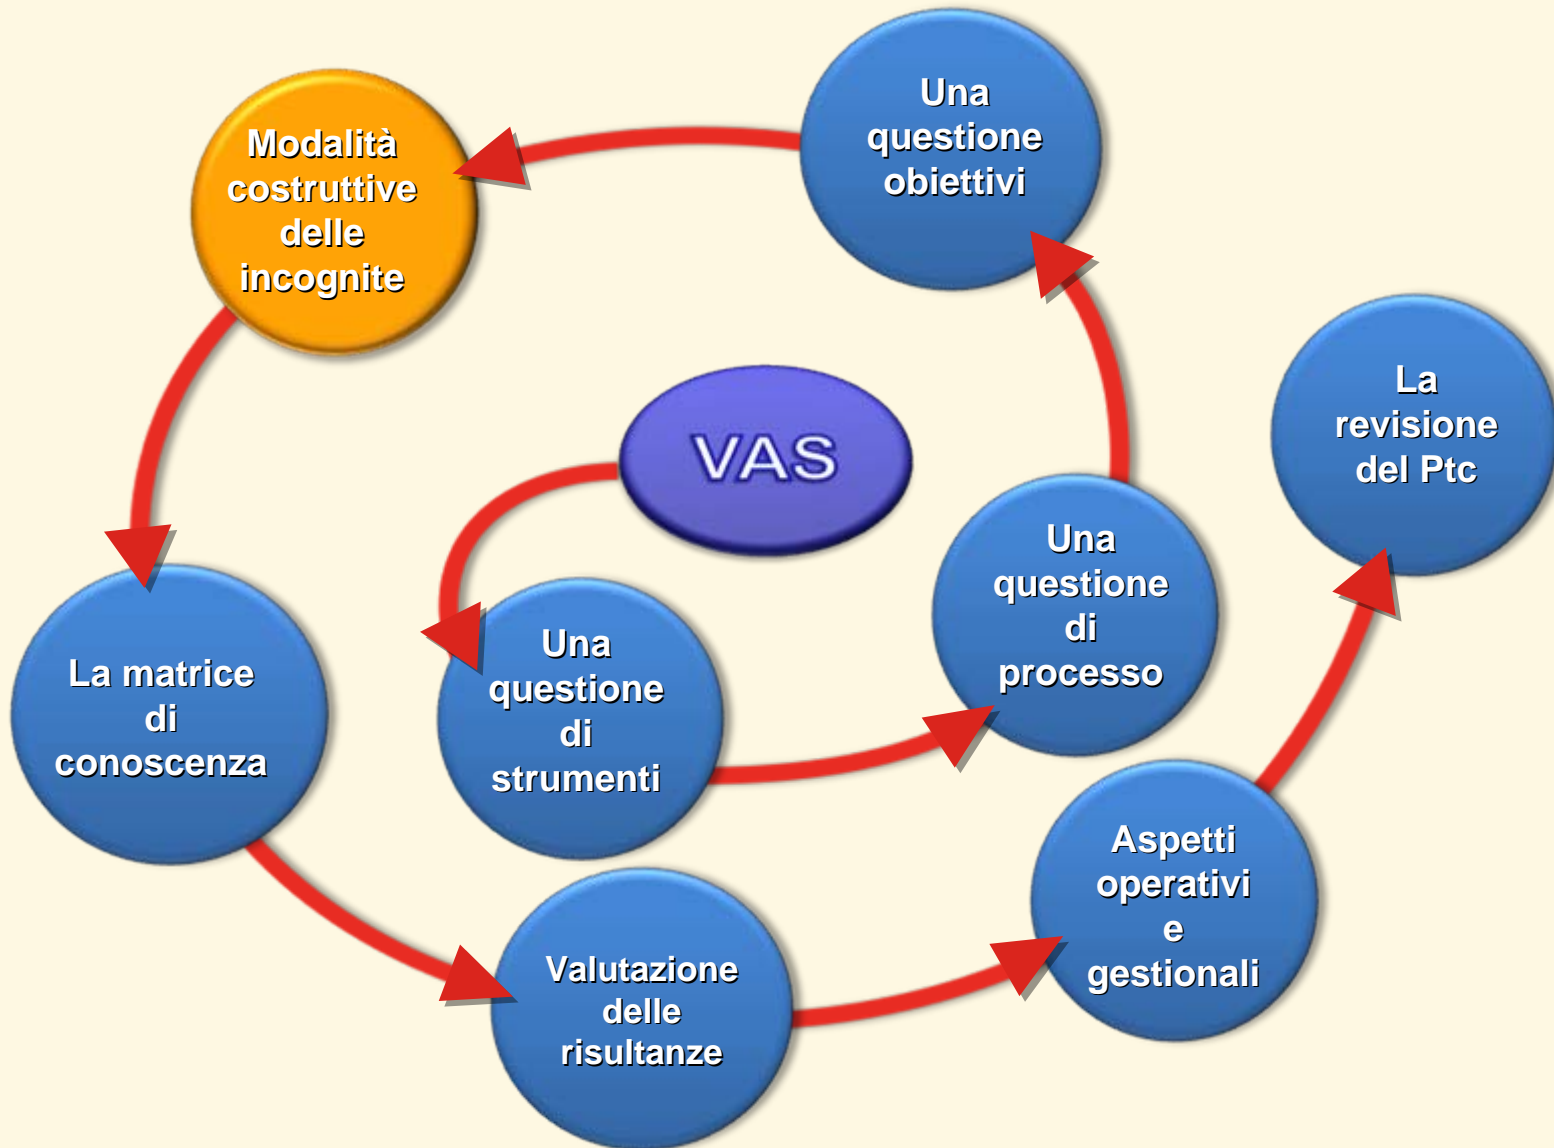 VAS
Una
questione
di
strumenti
Una
questione
di
processo
Una
questione
obiettivi
Modalità
costruttive
delle
incognite
La matrice
di
conoscenza
Valutazione
delle
risultanze
Aspetti
operativi
e
gestionali
La
revisione
del Ptc